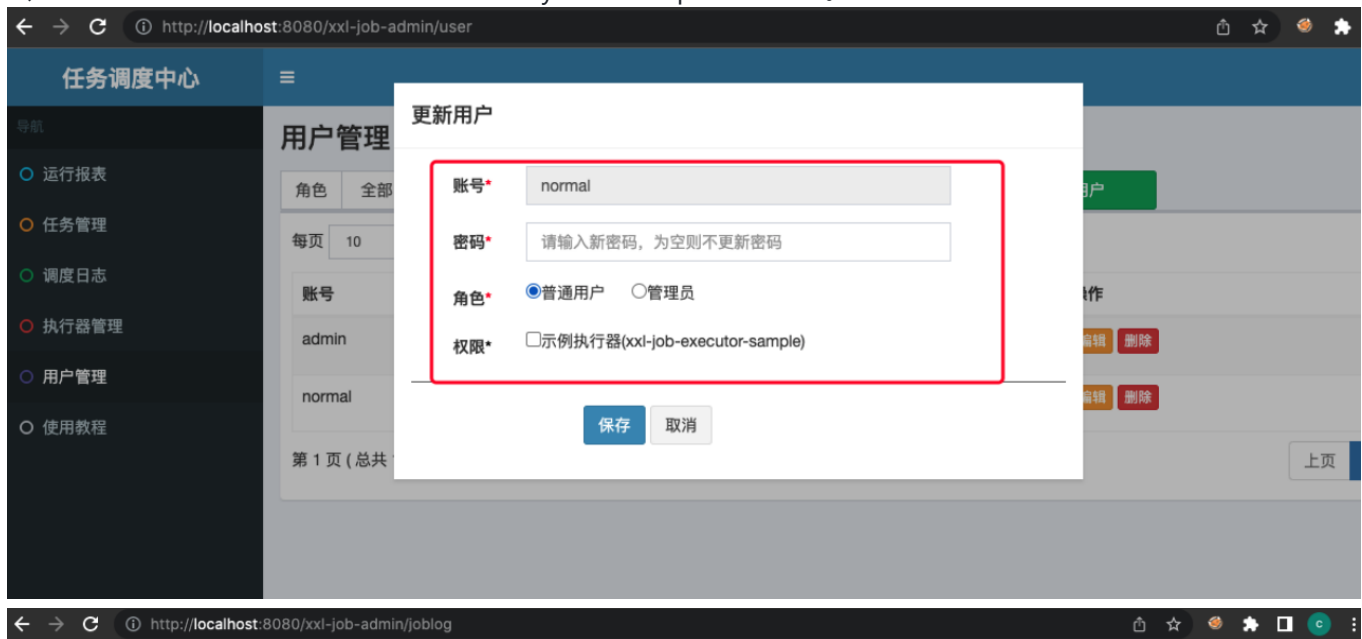 http://localhost:8080/xxl-job-admin/user
任务调度中心
导航
运行报表
任务管理
调度日志
执行器管理
用户管理
使用教程
用户管理
角色 全部
每页 10
账号
admin 删除
normal 删除
第 1 页 ( 总共
上页
更新用户
账号* normal
密码* 请输入新密码，为空则不更新密码
角色* 普通用户 管理员
权限* 示例执行器(xxl-job-executor-sample)
保存 取消
http://localhost:8080/xxl-job-admin/joblog
c